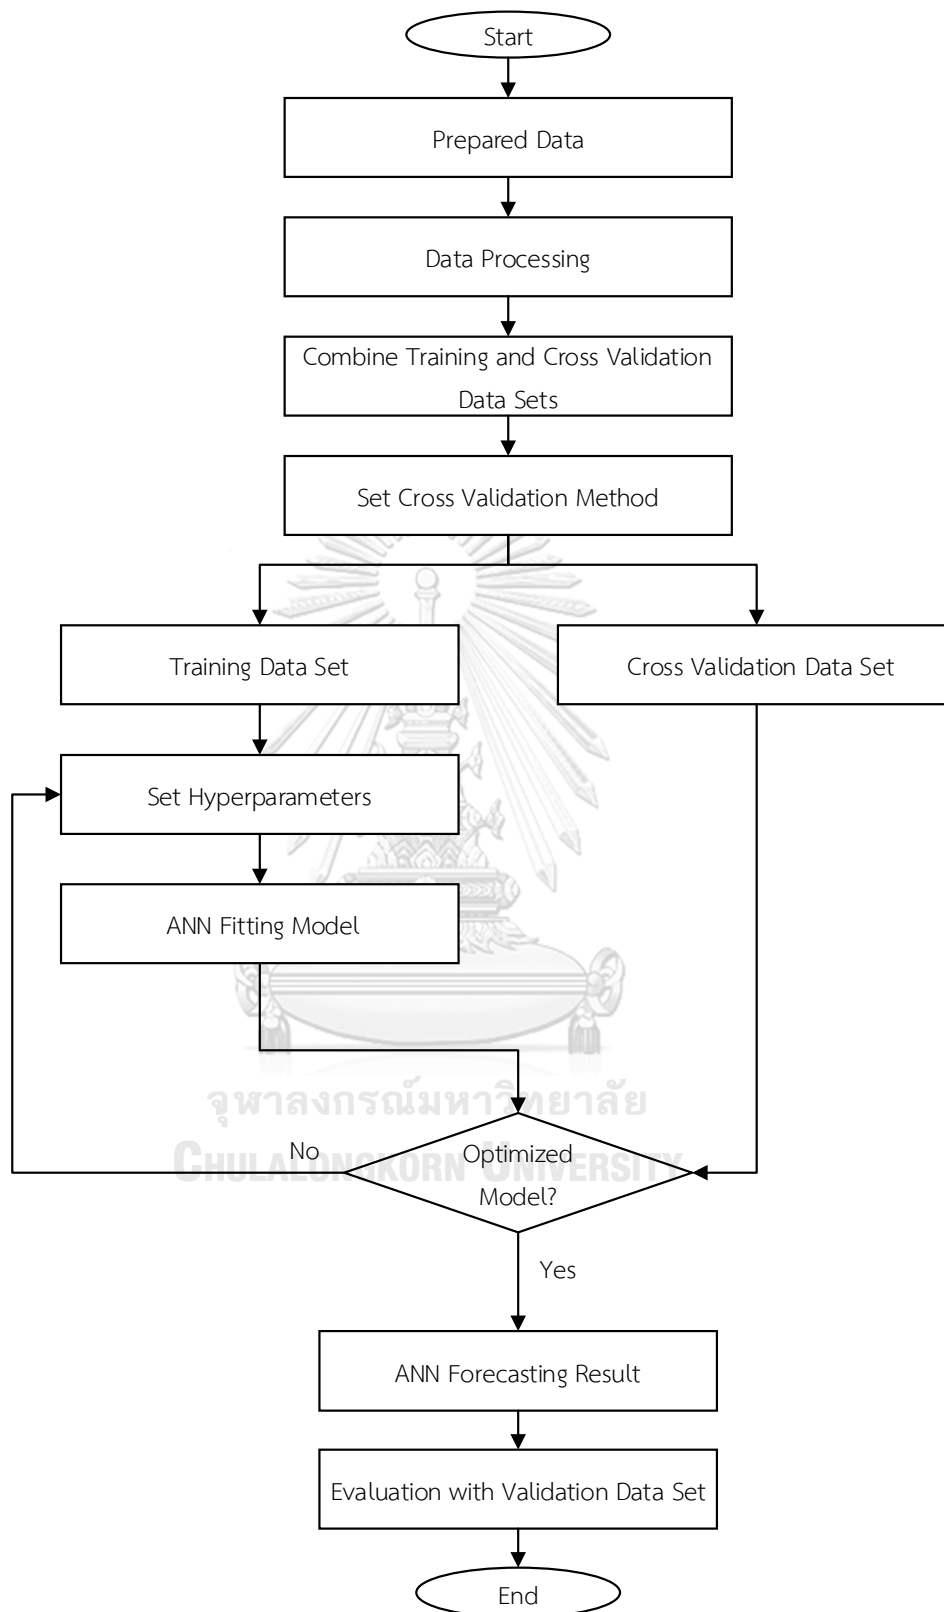 Start
Prepared Data
Data Processing
Combine Training and Cross Validation
Data Sets
Set Cross Validation Method
Training Data Set
Cross Validation Data Set
Set Hyperparameters
ANN Fitting Model
จุฬาลงกรณ์มหาวิทยาลัย
CHULALONGKORN UNIVERSITY
No
Optimized
Model?
Yes
ANN Forecasting Result
Evaluation with Validation Data Set
End